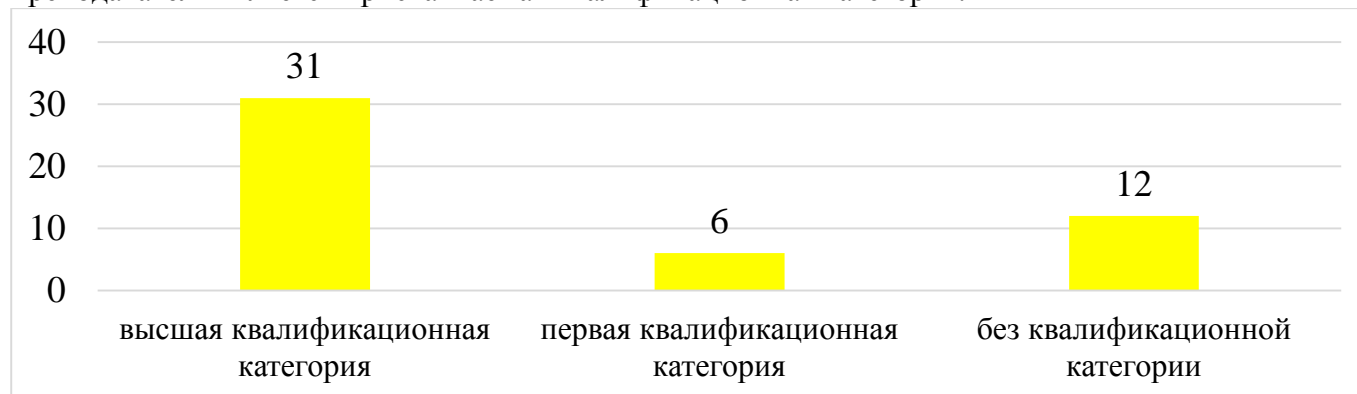 40
30
20
10
0
31
6
12
высшая квалификационная
категория
первая квалификационная
категория
без квалификационной
категории